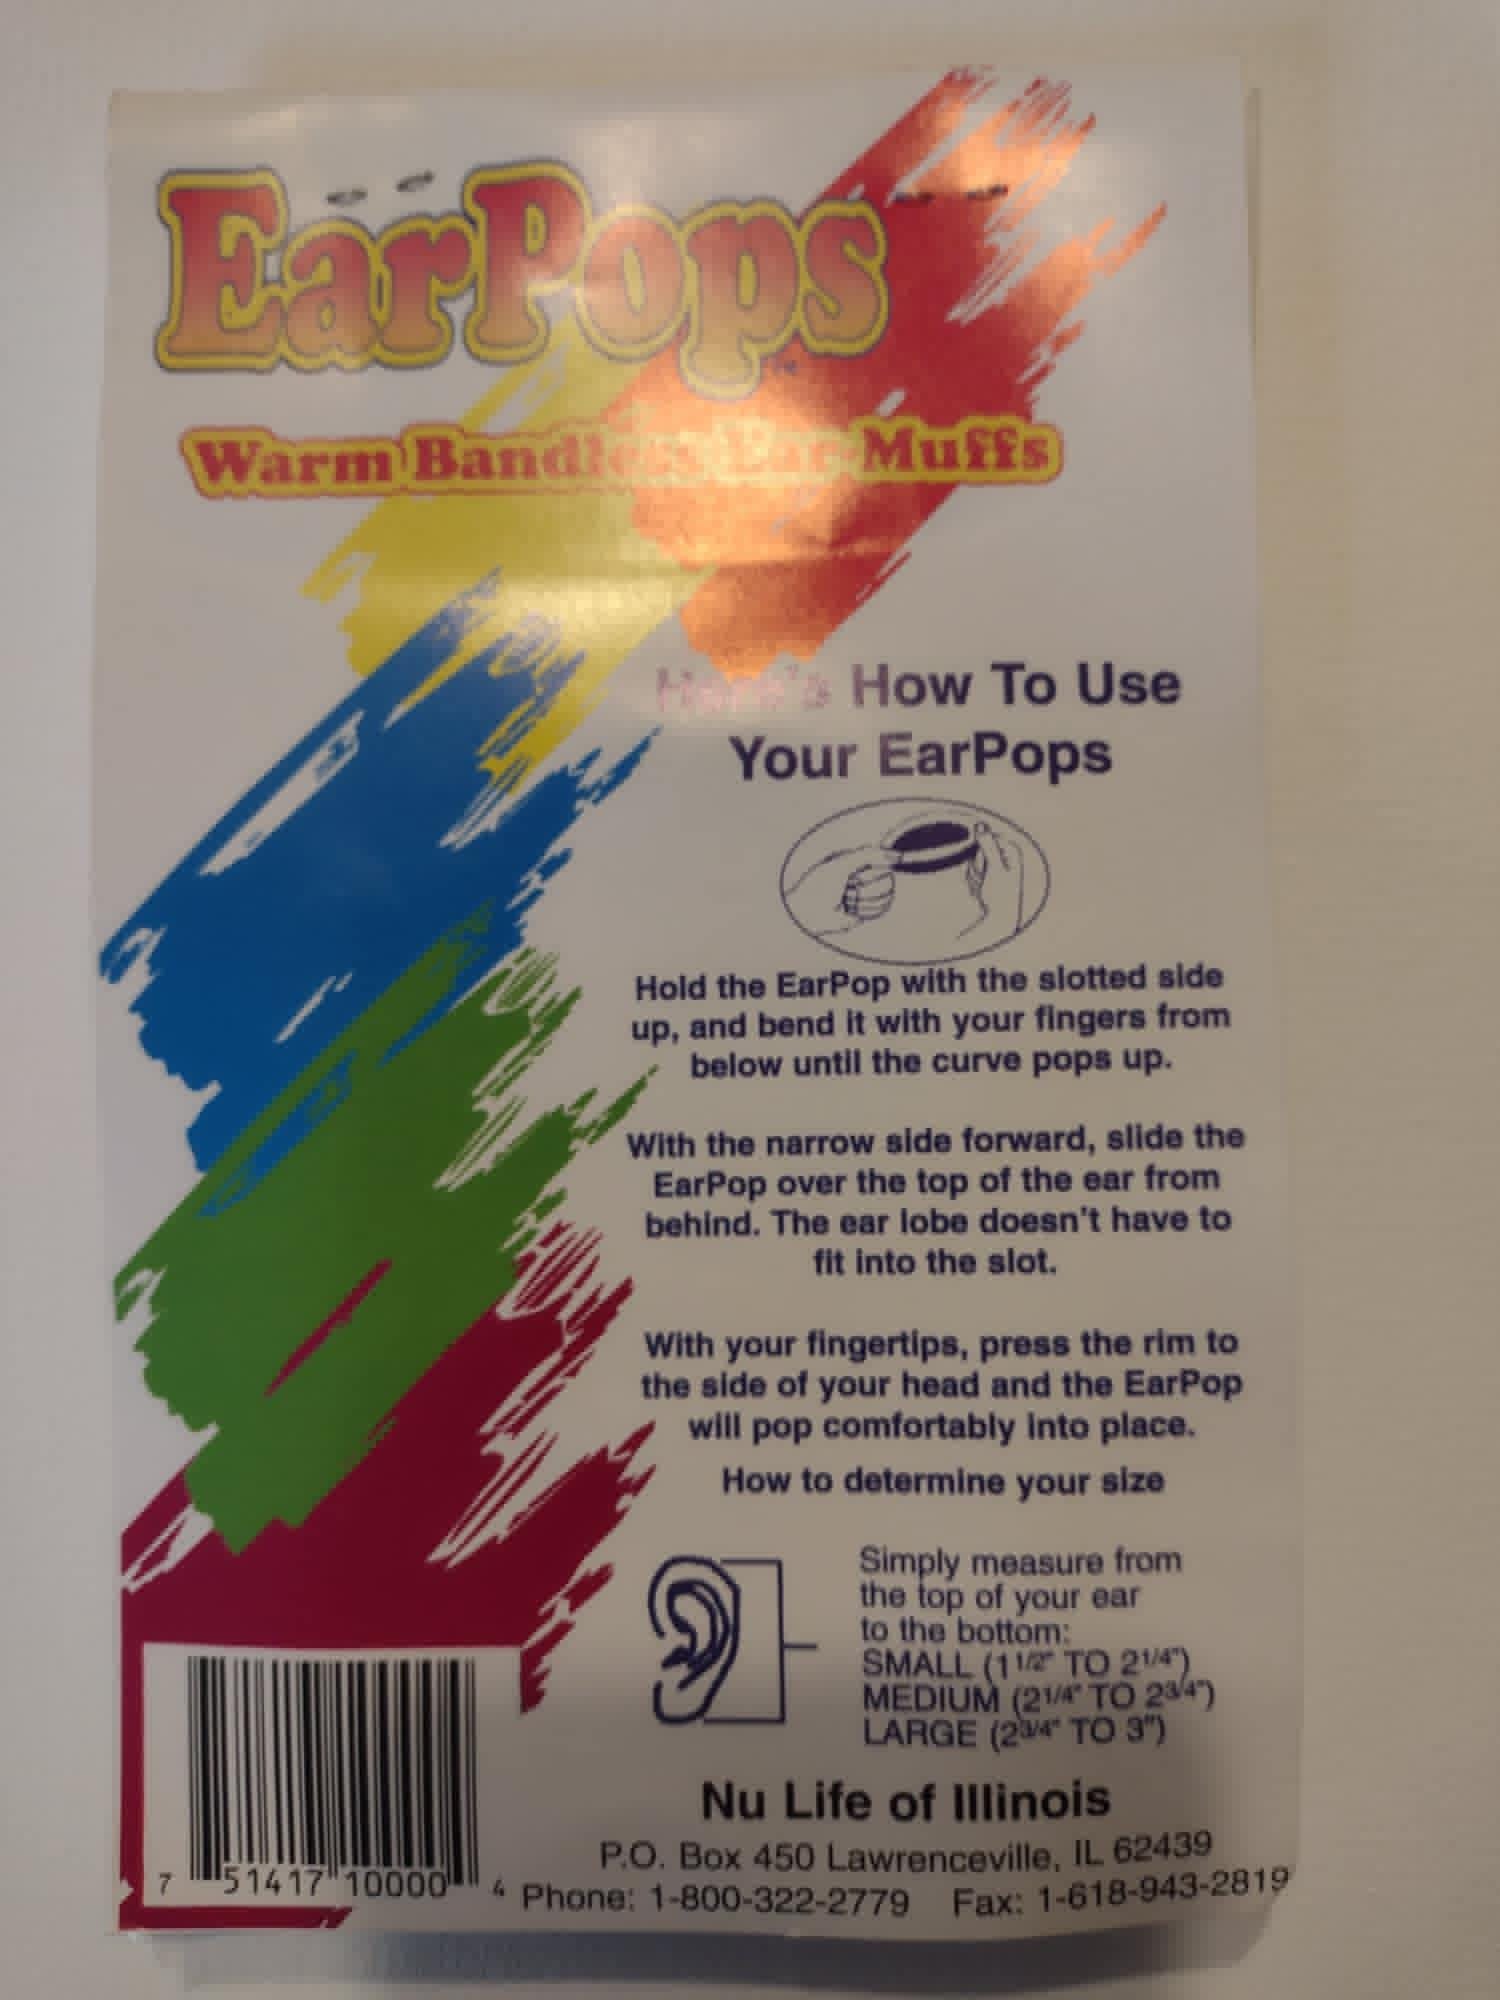 EarPops
TM
Warm Bandless Ear Muffs
Here's How To Use
Your EarPops
Hold the EarPop with the slotted side
up, and bend it with your fingers from
below until the curve pops up.
With the narrow side forward, slide the
EarPop over the top of the ear from
behind. The ear lobe doesn't have to
fit into the slot.
With your fingertips, press the rim to
the side of your head and the EarPop
will pop comfortably into place.
How to determine your size
Simply measure from
the top of your ear
to the bottom:
SMALL (1 1/2" TO 2 1/4")
MEDIUM (2 1/4" TO 2 3/4")
LARGE (2 3/4" TO 3")
Nu Life of Illinois
P.O. Box 450 Lawrenceville, IL 62439
Phone: 1-800-322-2779 Fax: 1-618-943-2819
7 51417 10000 4